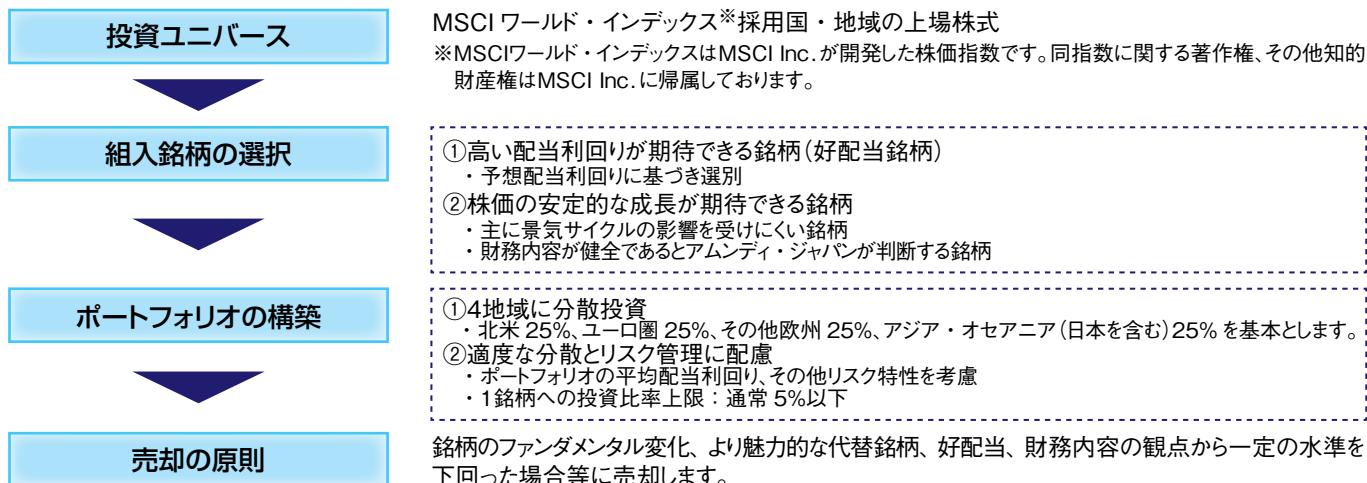 投資ユニバース
MSCI ワールド・インデックス※採用国・地域の上場株式
※MSCIワールド・インデックスはMSCI Inc.が開発した株価指数です。同指数に関する著作権、その他知的
財産権はMSCI Inc.に帰属しております。
組入銘柄の選択
①高い配当利回りが期待できる銘柄(好配当銘柄)
・予想配当利回りに基づき選別
②株価の安定的な成長が期待できる銘柄
・主に景気サイクルの影響を受けにくい銘柄
・財務内容が健全であるとアムンディ・ジャパンが判断する銘柄
ポートフォリオの構築
①4地域に分散投資
・北米 25%、ユーロ圏 25%、その他欧州 25%、アジア・オセアニア(日本を含む)25% を基本とします。
②適度な分散とリスク管理に配慮
・ポートフォリオの平均配当利回り、その他リスク特性を考慮
・1銘柄への投資比率上限：通常 5%以下
売却の原則
銘柄のファンダメンタル変化、より魅力的な代替銘柄、好配当、財務内容の観点から一定の水準を
下回った場合等に売却します。